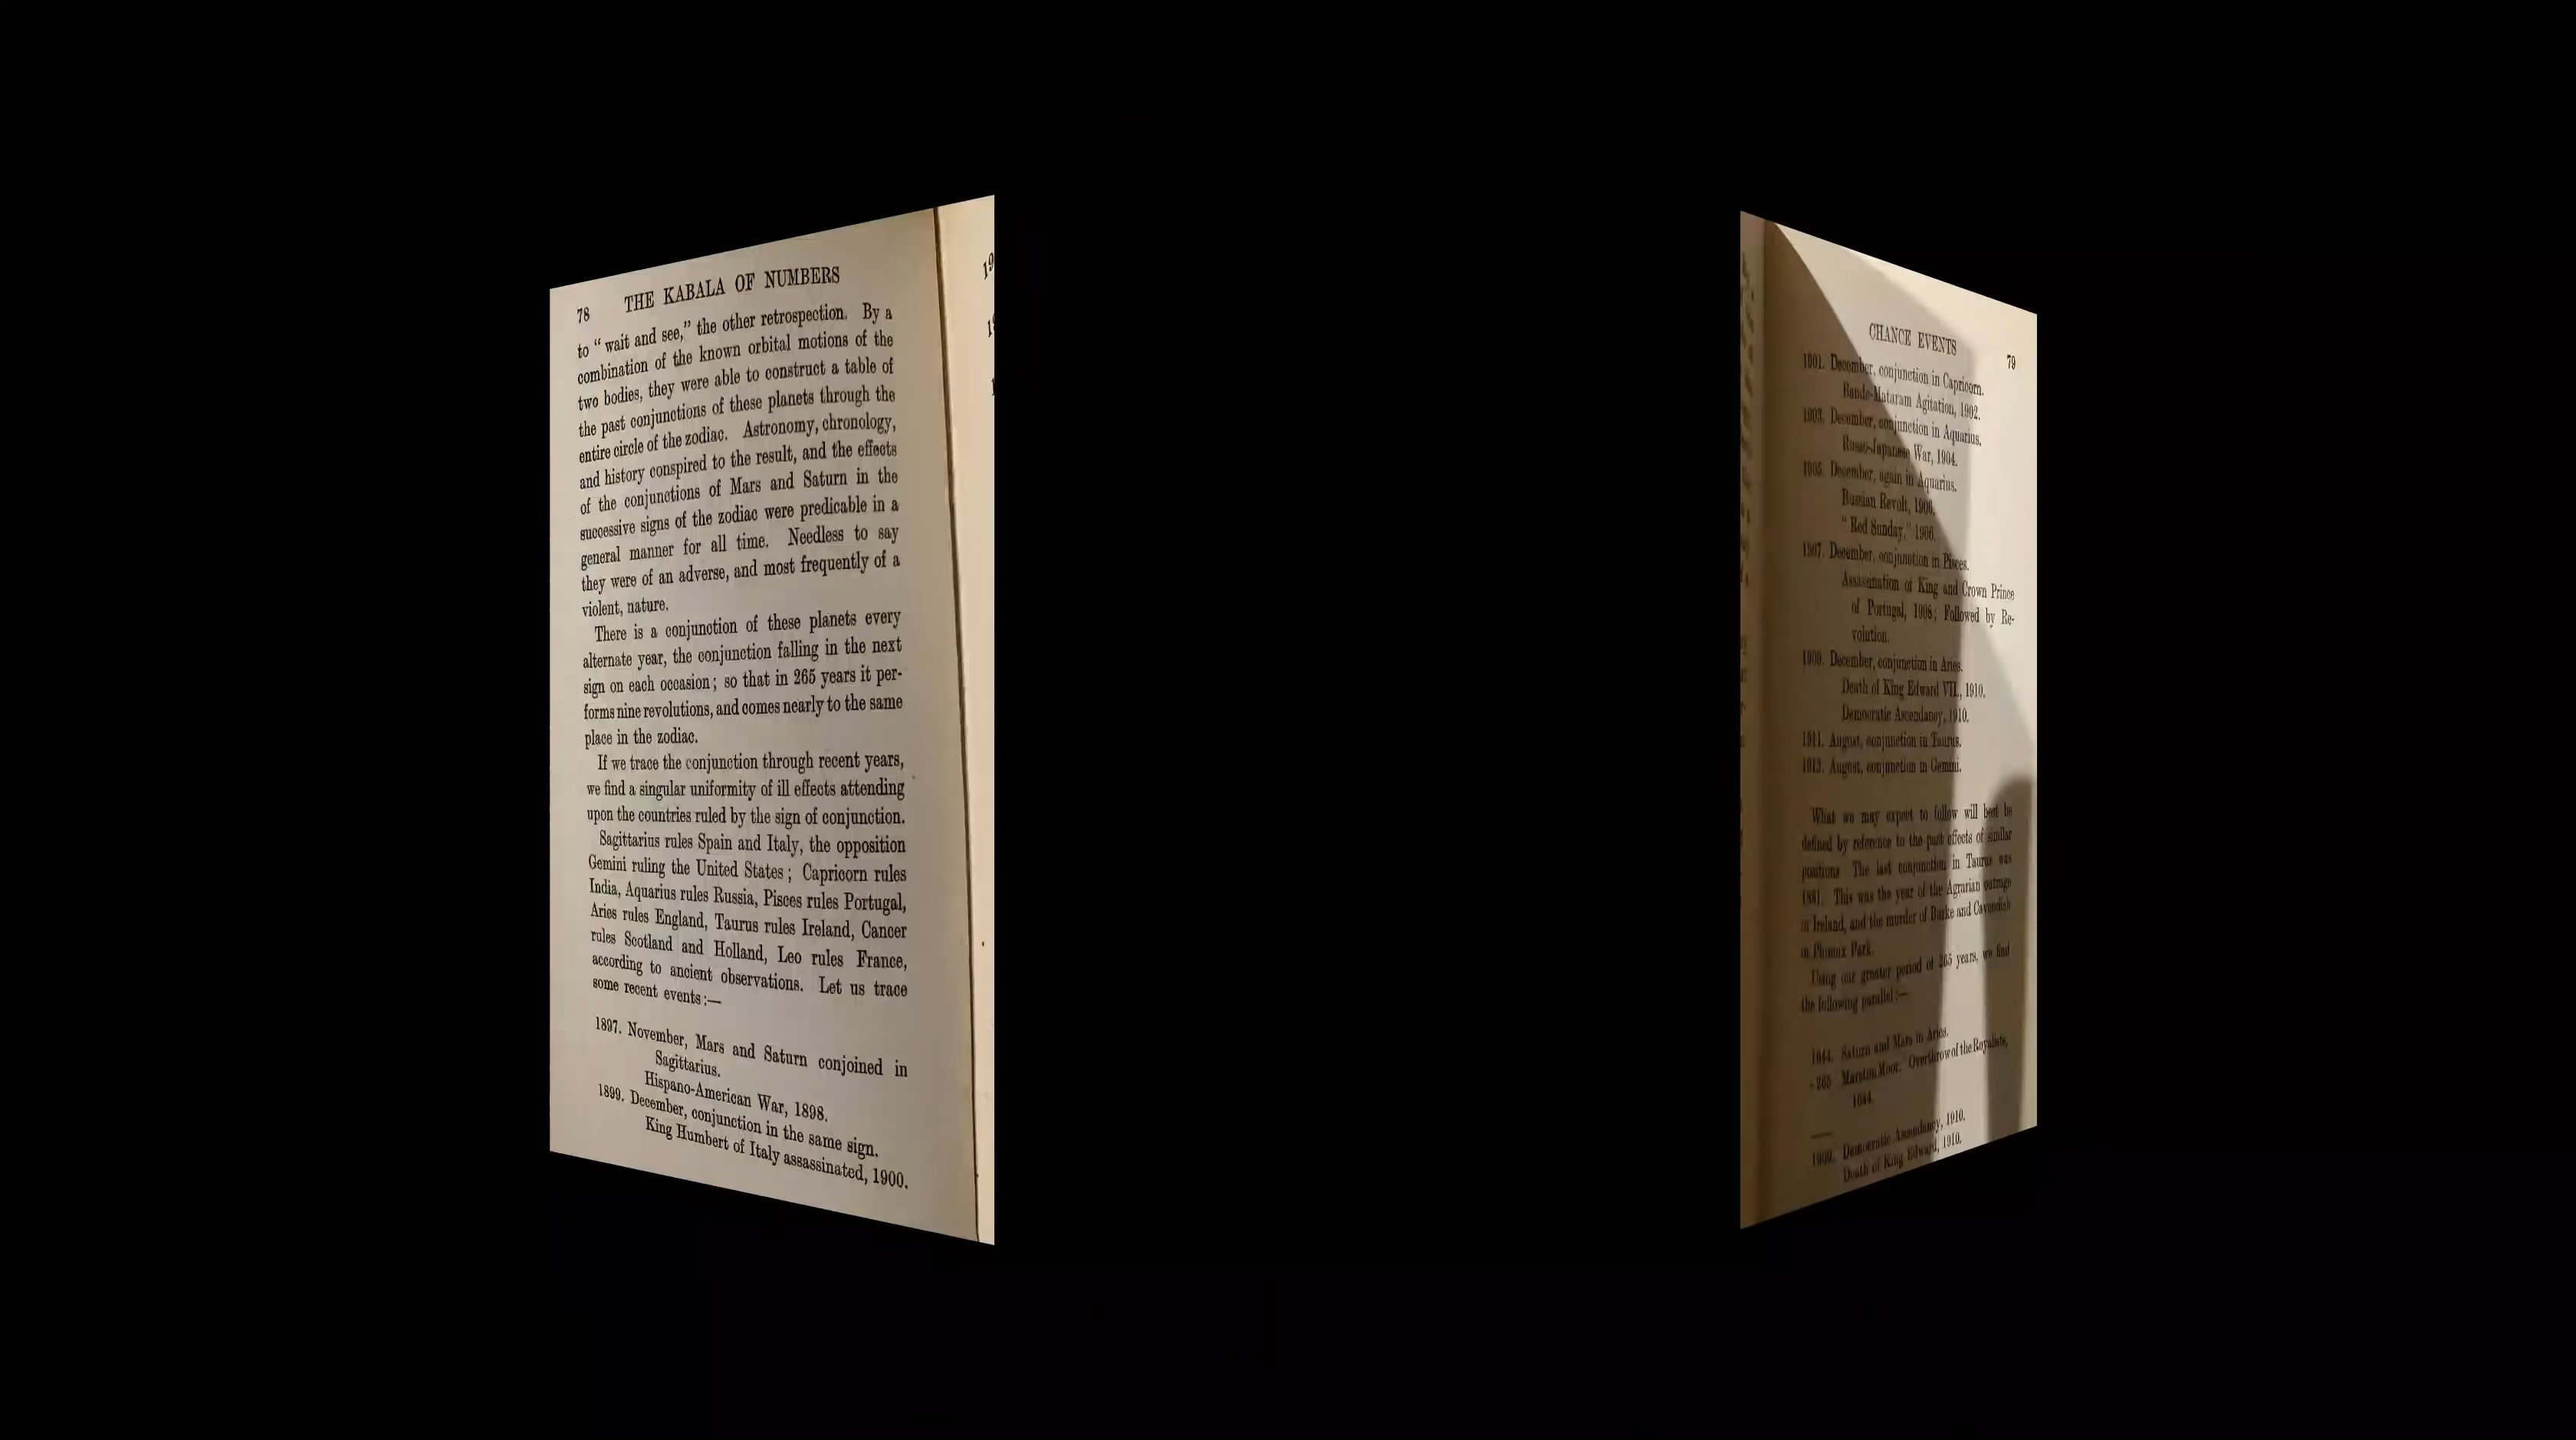 78 THE KABALA OF NUMBERS
to “ wait and see,” the other retrospection. By a
combination of the known orbital motions of the
two bodies, they were able to construct a table of
the past conjunctions of these planets through the
entire circle of the zodiac. Astronomy, chronology,
and history conspired to the result, and the effects
of the conjunctions of Mars and Saturn in the
successive signs of the zodiac were predicable in a
general manner for all time. Needless to say
they were of an adverse, and most frequently of a
violent, nature.
There is a conjunction of these planets every
alternate year, the conjunction falling in the next
sign on each occasion; so that in 265 years it per-
forms nine revolutions, and comes nearly to the same
place in the zodiac.
If we trace the conjunction through recent years,
we find a singular uniformity of ill effects attending
upon the countries ruled by the sign of conjunction.
Sagittarius rules Spain and Italy, the opposition
Gemini ruling the United States; Capricorn rules
India, Aquarius rules Russia, Pisces rules Portugal,
Aries rules England, Taurus rules Ireland, Cancer
rules Scotland and Holland, Leo rules France,
according to ancient observations. Let us trace
some recent events:—
1897. November, Mars and Saturn conjoined in
Sagittarius.
Hispano-American War, 1898.
1899. December, conjunction in the same sign.
King Humbert of Italy assassinated, 1900.
CHANCE EVENTS 79
1901. December, conjunction in Capricorn.
Bande-Mataram Agitation, 1902.
1903. December, conjunction in Aquarius.
Russo-Japanese War, 1904.
1905. December, again in Aquarius.
Russian Revolt, 1906.
“ Red Sunday,” 1906.
1907. December, conjunction in Pisces.
Assassination of King and Crown Prince
of Portugal, 1908; Followed by Re-
volution.
1909. December, conjunction in Aries.
Death of King Edward VII., 1910.
Democratic Ascendancy, 1910.
1911. August, conjunction in Taurus.
1913. August, conjunction in Gemini.
What we may expect to follow will best be
defined by reference to the past effects of similar
positions The last conjunction in Taurus was
1881. This was the year of the Agrarian outrage
in Ireland, and the murder of Burke and Cavendish
in Phœnix Park.
Using our greater period of 265 years, we find
the following parallel:—
1644. Saturn and Mars in Aries.
+265 Marston Moor. Overthrow of the Royalists,
1644.
1909. Democratic Ascendancy, 1910.
Death of King Edward, 1910.